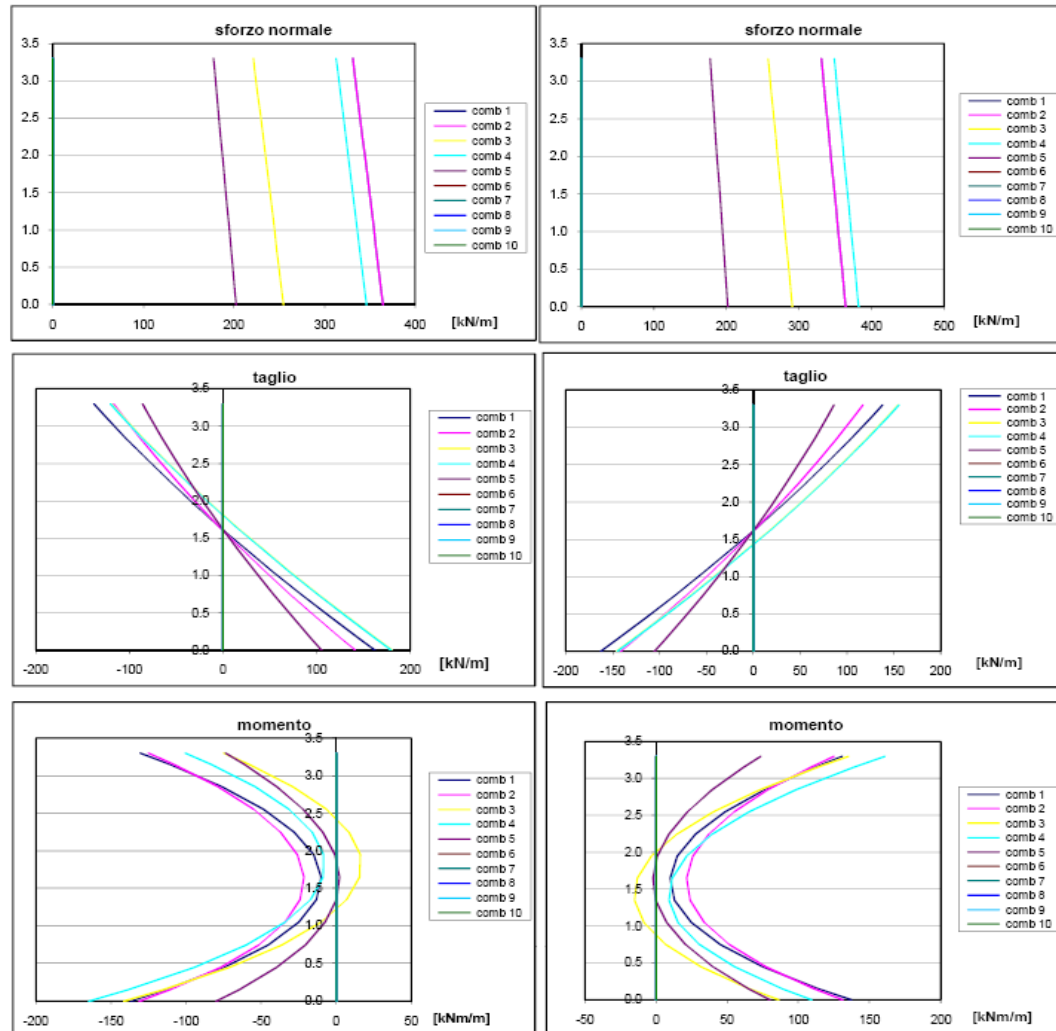 sforzo normale
3.5
3.0
2.5
2.0
1.5
1.0
0.5
0.0
0
100
200
300
400
[kN/m]
comb 1
comb 2
comb 3
comb 4
comb 5
comb 6
comb 7
comb 8
comb 9
comb 10
sforzo normale
3.5
3.0
2.5
2.0
1.5
1.0
0.5
0.0
0
100
200
300
400
500
[kN/m]
comb 1
comb 2
comb 3
comb 4
comb 5
comb 6
comb 7
comb 8
comb 9
comb 10
taglio
3.5
3.0
2.5
2.0
1.5
1.0
0.5
0.0
-200
-100
0
100
200
[kN/m]
comb 1
comb 2
comb 3
comb 4
comb 5
comb 6
comb 7
comb 8
comb 9
comb 10
taglio
3.5
3.0
2.5
2.0
1.5
1.0
0.5
0.0
-200
-150
-100
-50
0
50
100
150
200
[kN/m]
comb 1
comb 2
comb 3
comb 4
comb 5
comb 6
comb 7
comb 8
comb 9
comb 10
momento
3.5
3.0
2.5
2.0
1.5
1.0
0.5
0.0
-200
-150
-100
-50
0
50
[kNm/m]
comb 1
comb 2
comb 3
comb 4
comb 5
comb 6
comb 7
comb 8
comb 9
comb 10
momento
3.5
3.0
2.5
2.0
1.5
1.0
0.5
0.0
-50
0
50
100
150
200
[kNm/m]
comb 1
comb 2
comb 3
comb 4
comb 5
comb 6
comb 7
comb 8
comb 9
comb 10